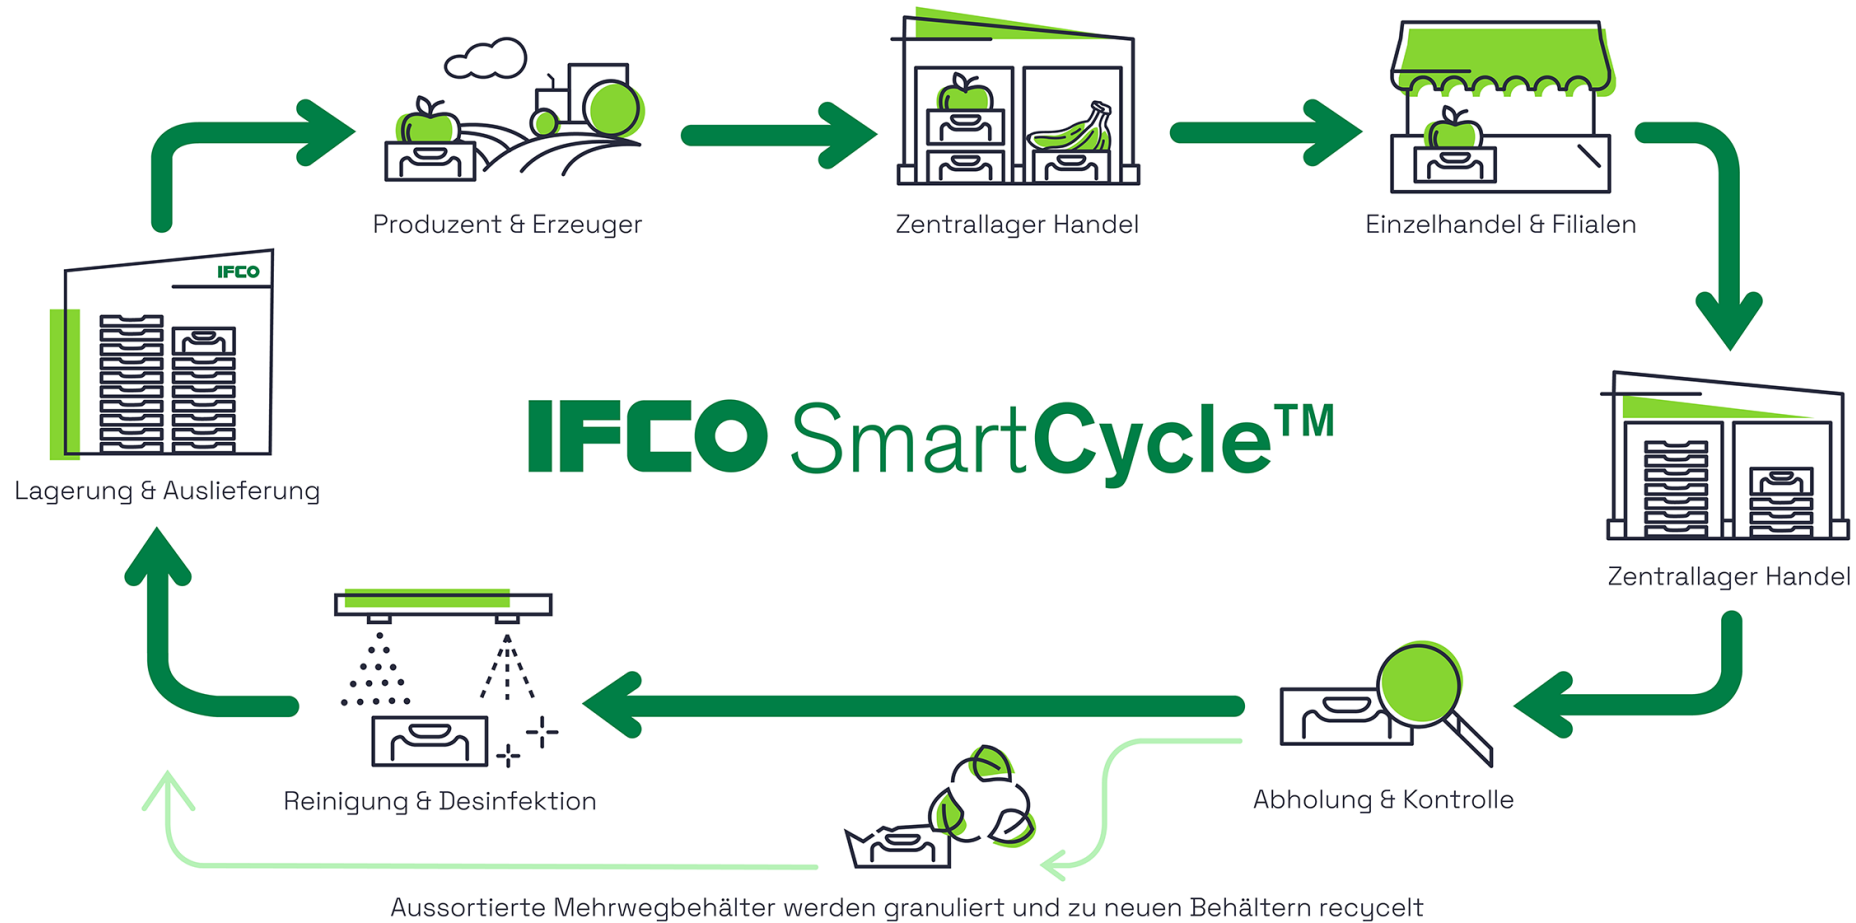 Produzent & Erzeuger
Zentrallager Handel
Einzelhandel & Filialen
IFCO
IFCO SmartCycle™
Lagerung & Auslieferung
Zentrallager Handel
Reinigung & Desinfektion
Abholung & Kontrolle
Aussortierte Mehrwegbehälter werden granuliert und zu neuen Behältern recycelt